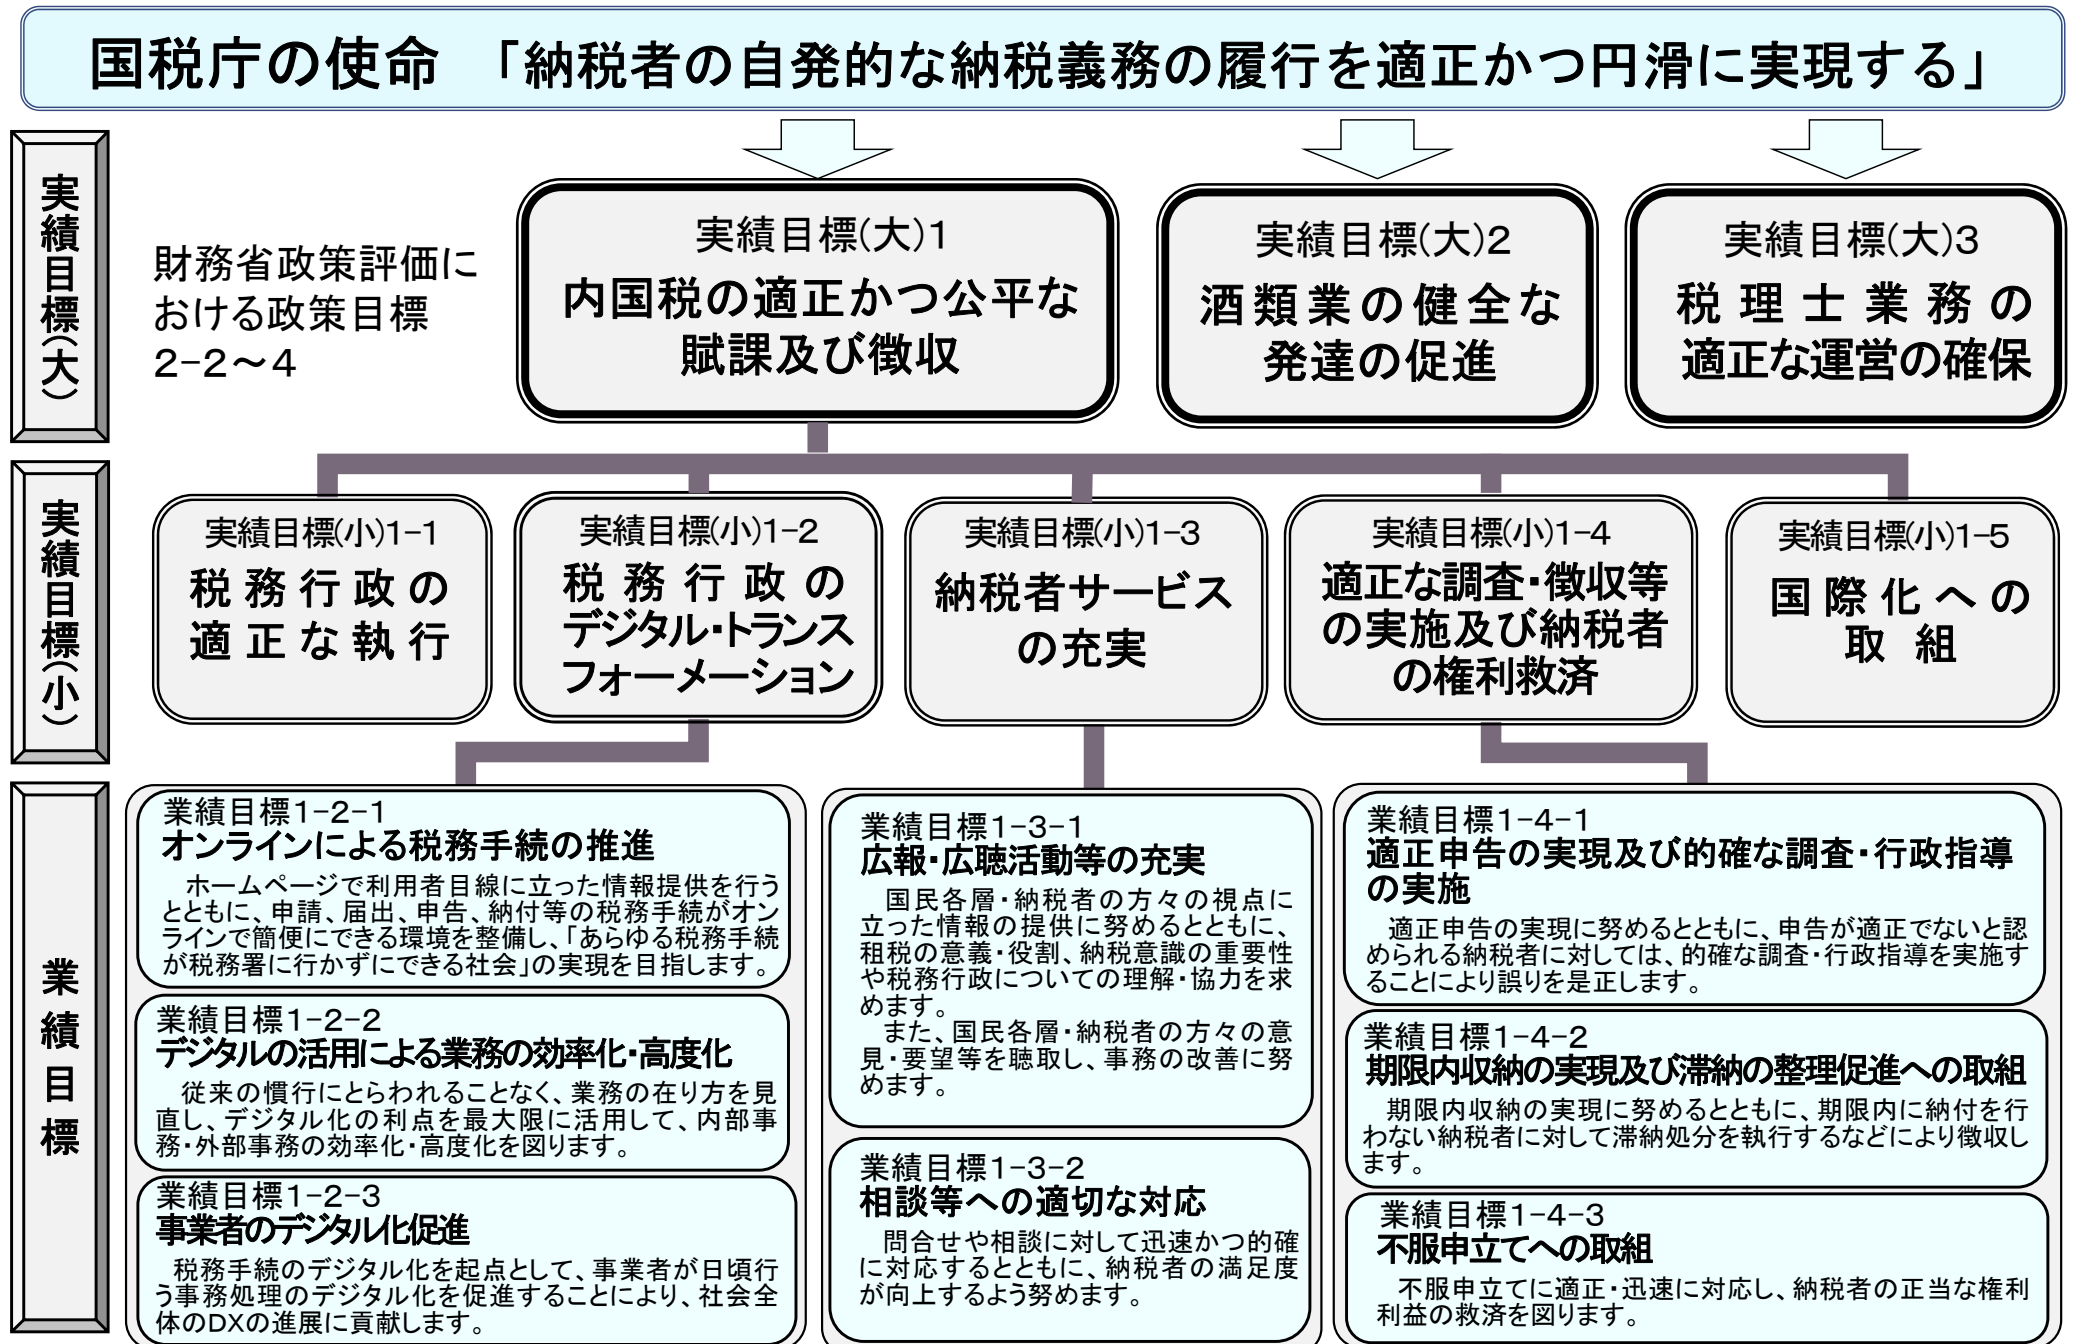 国税庁の使命 「納税者の自発的な納税義務の履行を適正かつ円滑に実現する」
実績目標(大)
財務省政策評価に
おける政策目標
2-2～4
実績目標(大)1
内国税の適正かつ公平な
賦課及び徴収
実績目標(大)2
酒類業の健全な
発達の促進
実績目標(大)3
税理士業務の
適正な運営の確保
実績目標(小)
実績目標(小)1-1
税務行政の
適正な執行
実績目標(小)1-2
税務行政の
デジタル・トランス
フォーメーション
実績目標(小)1-3
納税者サービス
の充実
実績目標(小)1-4
適正な調査・徴収等
の実施及び納税者
の権利救済
実績目標(小)1-5
国際化への
取組
業績目標
業績目標1-2-1
オンラインによる税務手続の推進
ホームページで利用者目線に立った情報提供を行う
とともに、申請、届出、申告、納付等の税務手続がオン
ラインで簡便にできる環境を整備し、「あらゆる税務手続
が税務署に行かずにできる社会」の実現を目指します。
業績目標1-2-2
デジタルの活用による業務の効率化・高度化
従来の慣行にとらわれることなく、業務の在り方を見
直し、デジタル化の利点を最大限に活用して、内部事
務・外部事務の効率化・高度化を図ります。
業績目標1-2-3
事業者のデジタル化促進
税務手続のデジタル化を起点として、事業者が日頃行
う事務処理のデジタル化を促進することにより、社会全
体のDXの進展に貢献します。
業績目標1-3-1
広報・広聴活動等の充実
国民各層・納税者の方々の視点に
立った情報の提供に努めるとともに、
租税の意義・役割、納税意識の重要性
や税務行政についての理解・協力を求
めます。
また、国民各層・納税者の方々の意
見・要望等を聴取し、事務の改善に努
めます。
業績目標1-3-2
相談等への適切な対応
問合せや相談に対して迅速かつ的確
に対応するとともに、納税者の満足度
が向上するよう努めます。
業績目標1-4-1
適正申告の実現及び的確な調査・行政指導
の実施
適正申告の実現に努めるとともに、申告が適正でないと認
められる納税者に対しては、的確な調査・行政指導を実施す
ることにより誤りを是正します。
業績目標1-4-2
期限内収納の実現及び滞納の整理促進への取組
期限内収納の実現に努めるとともに、期限内に納付を行
わない納税者に対して滞納処分を執行するなどにより徴収し
ます。
業績目標1-4-3
不服申立てへの取組
不服申立てに適正・迅速に対応し、納税者の正当な権利
利益の救済を図ります。